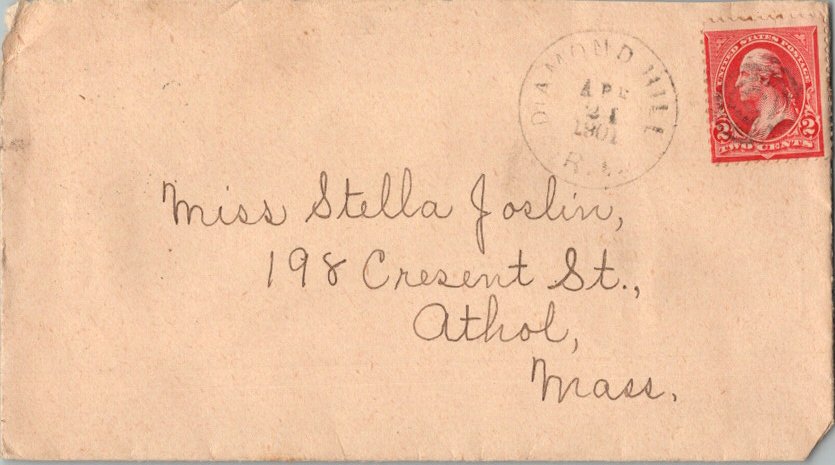 DIAMOND HILL
APR
21
1901
R.I.
UNITED STATES POSTAGE
2 2
TWO CENTS
Miss Stella Joslin,
198 Cresent St.,
Athol,
Mass.